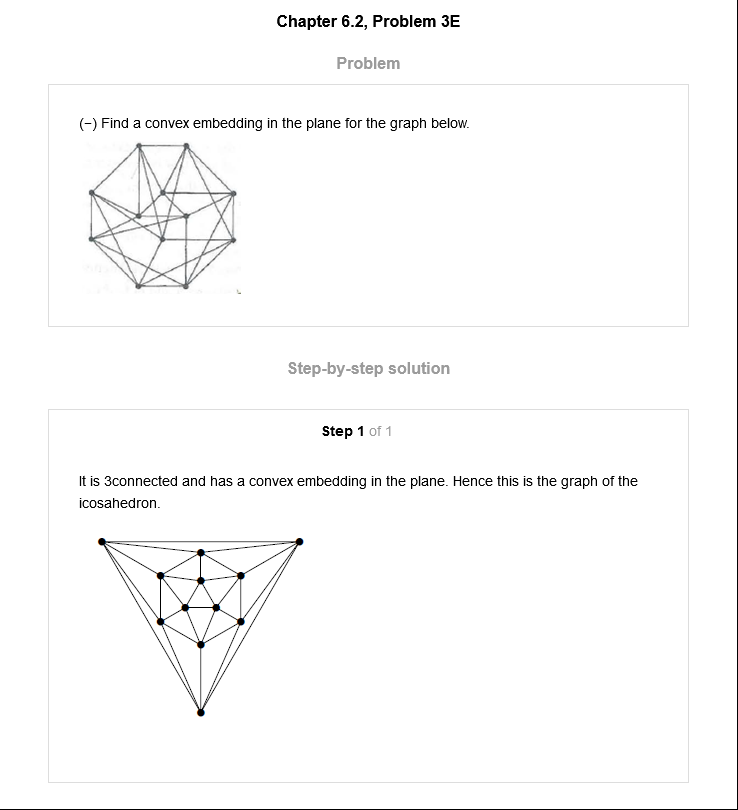 Chapter 6.2, Problem 3E
Problem
(−) Find a convex embedding in the plane for the graph below.
Step-by-step solution
Step 1 of 1
It is 3connected and has a convex embedding in the plane. Hence this is the graph of the
icosahedron.